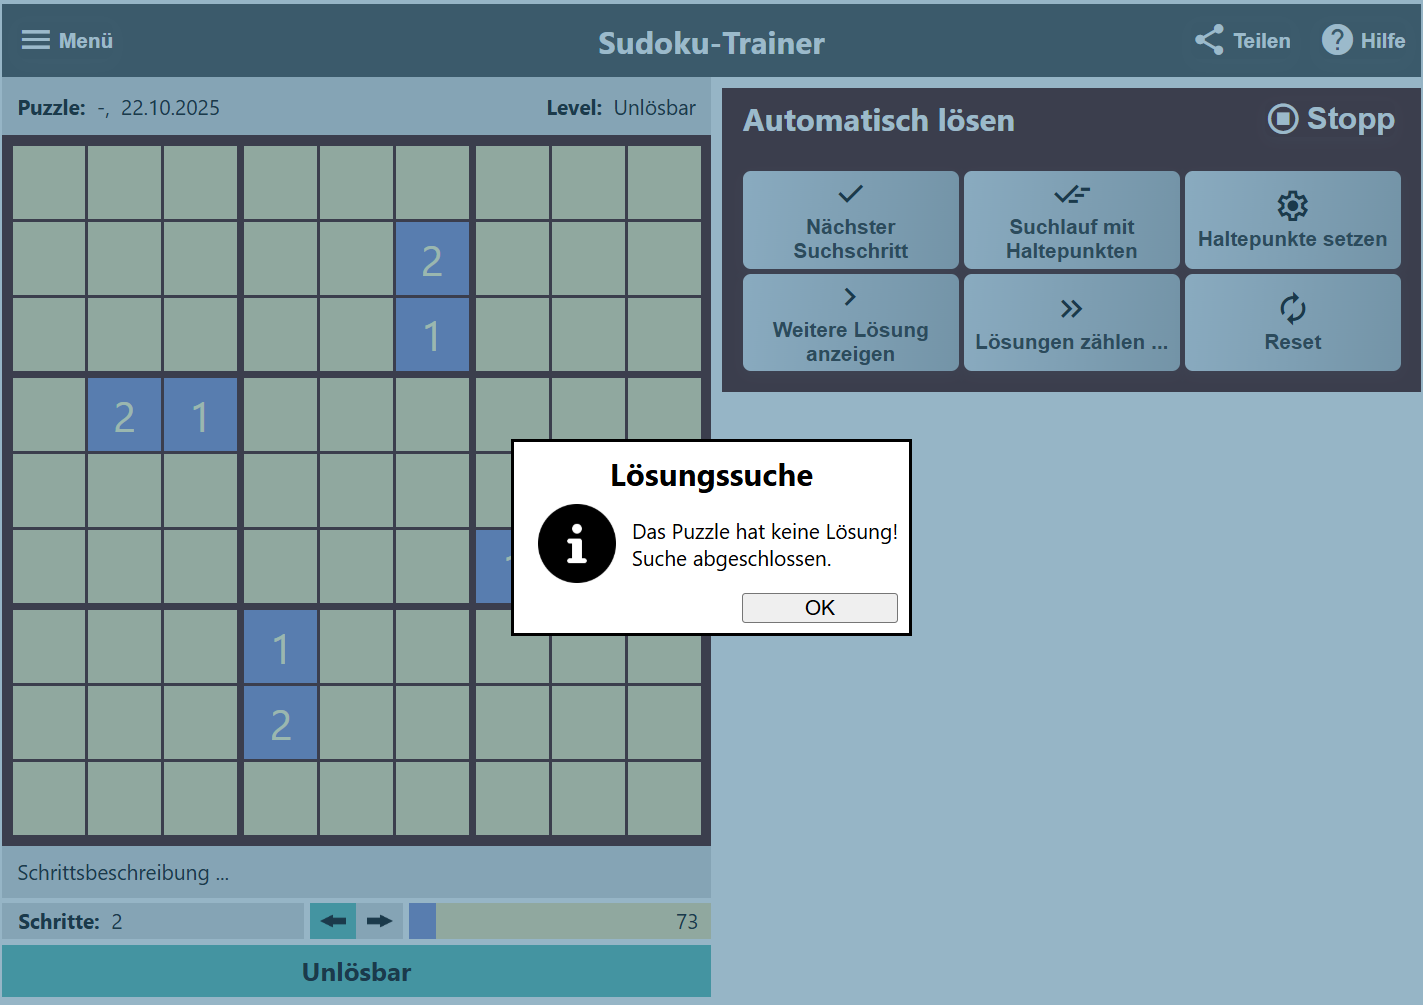 Menü
Sudoku-Trainer
Teilen
Hilfe
Puzzle: -, 22.10.2025
Level: Unlösbar
Automatisch lösen
Stopp
Nächster
Suchschritt
Suchlauf mit
Haltepunkten
Haltepunkte setzen
Weitere Lösung
anzeigen
Lösungen zählen ...
Reset
2
1
2 1
1
2
Lösungssuche
Das Puzzle hat keine Lösung!
Suche abgeschlossen.
OK
Schrittsbeschreibung ...
Schritte: 2
73
Unlösbar